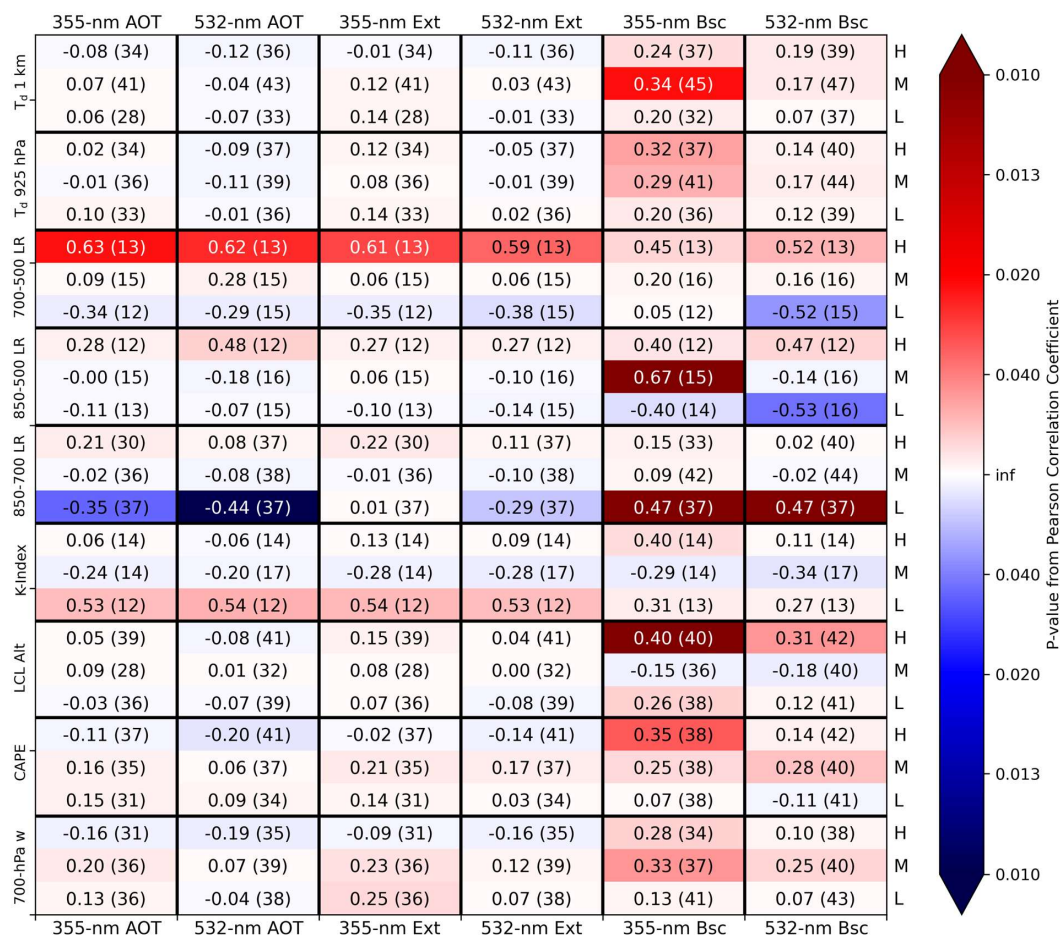 355-nm AOT 532-nm AOT 355-nm Ext 532-nm Ext 355-nm Bsc 532-nm Bsc
T_d 1 km
-0.08 (34) -0.12 (36) -0.01 (34) -0.11 (36) 0.24 (37) 0.19 (39) H
0.07 (41) -0.04 (43) 0.12 (41) 0.03 (43) 0.34 (45) 0.17 (47) M
0.06 (28) -0.07 (33) 0.14 (28) -0.01 (33) 0.20 (32) 0.07 (37) L
T_d 925 hPa
0.02 (34) -0.09 (37) 0.12 (34) -0.05 (37) 0.32 (37) 0.14 (40) H
-0.01 (36) -0.11 (39) 0.08 (36) -0.01 (39) 0.29 (41) 0.17 (44) M
0.10 (33) -0.01 (36) 0.14 (33) 0.02 (36) 0.20 (36) 0.12 (39) L
700-500 LR
0.63 (13) 0.62 (13) 0.61 (13) 0.59 (13) 0.45 (13) 0.52 (13) H
0.09 (15) 0.28 (15) 0.06 (15) 0.06 (15) 0.20 (16) 0.16 (16) M
-0.34 (12) -0.29 (15) -0.35 (12) -0.38 (15) 0.05 (12) -0.52 (15) L
850-500 LR
0.28 (12) 0.48 (12) 0.27 (12) 0.27 (12) 0.40 (12) 0.47 (12) H
-0.00 (15) -0.18 (16) 0.06 (15) -0.10 (16) 0.67 (15) -0.14 (16) M
-0.11 (13) -0.07 (15) -0.10 (13) -0.14 (15) -0.40 (14) -0.53 (16) L
850-700 LR
0.21 (30) 0.08 (37) 0.22 (30) 0.11 (37) 0.15 (33) 0.02 (40) H
-0.02 (36) -0.08 (38) -0.01 (36) -0.10 (38) 0.09 (42) -0.02 (44) M
-0.35 (37) -0.44 (37) 0.01 (37) -0.29 (37) 0.47 (37) 0.47 (37) L
K-Index
0.06 (14) -0.06 (14) 0.13 (14) 0.09 (14) 0.40 (14) 0.11 (14) H
-0.24 (14) -0.20 (17) -0.28 (14) -0.28 (17) -0.29 (14) -0.34 (17) M
0.53 (12) 0.54 (12) 0.54 (12) 0.53 (12) 0.31 (13) 0.27 (13) L
LCL Alt
0.05 (39) -0.08 (41) 0.15 (39) 0.04 (41) 0.40 (40) 0.31 (42) H
0.09 (28) 0.01 (32) 0.08 (28) 0.00 (32) -0.15 (36) -0.18 (40) M
-0.03 (36) -0.07 (39) 0.07 (36) -0.08 (39) 0.26 (38) 0.12 (41) L
CAPE
-0.11 (37) -0.20 (41) -0.02 (37) -0.14 (41) 0.35 (38) 0.14 (42) H
0.16 (35) 0.06 (37) 0.21 (35) 0.17 (37) 0.25 (38) 0.28 (40) M
0.15 (31) 0.09 (34) 0.14 (31) 0.03 (34) 0.07 (38) -0.11 (41) L
700-hPa w
-0.16 (31) -0.19 (35) -0.09 (31) -0.16 (35) 0.28 (34) 0.10 (38) H
0.20 (36) 0.07 (39) 0.23 (36) 0.12 (39) 0.33 (37) 0.25 (40) M
0.13 (36) -0.04 (38) 0.25 (36) 0.07 (38) 0.13 (41) 0.07 (43) L
355-nm AOT 532-nm AOT 355-nm Ext 532-nm Ext 355-nm Bsc 532-nm Bsc
0.010
0.013
0.020
0.040
inf
0.040
0.020
0.013
0.010
P-value from Pearson Correlation Coefficient